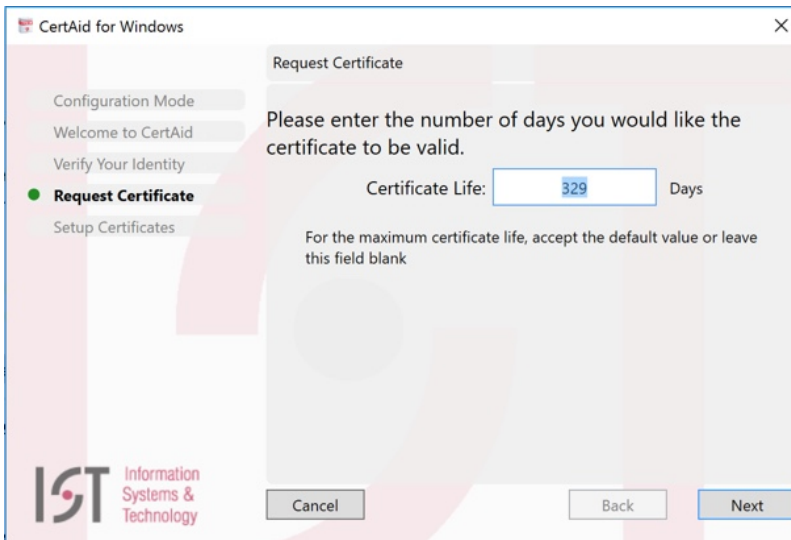 CertAid for Windows
Request Certificate
Configuration Mode
Welcome to CertAid
Verify Your Identity
Request Certificate
Setup Certificates
Please enter the number of days you would like the
certificate to be valid.
Certificate Life: 329 Days
For the maximum certificate life, accept the default value or leave
this field blank
IST Information
Systems &
Technology
Cancel Back Next